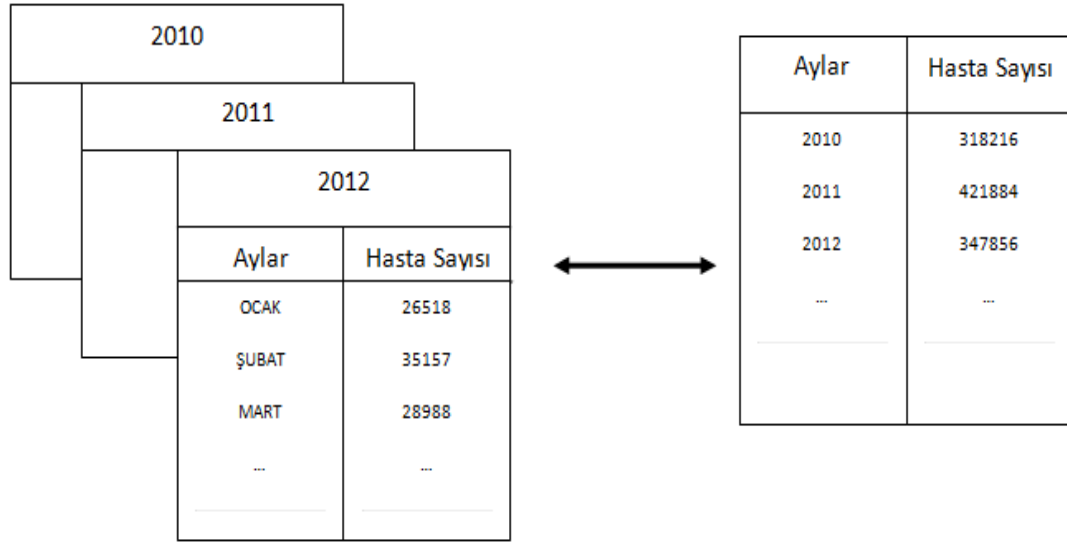 2010
2011
2012
Aylar Hasta Sayısı
OCAK 26518
ŞUBAT 35157
MART 28988
... ...
Aylar Hasta Sayısı
2010 318216
2011 421884
2012 347856
... ...